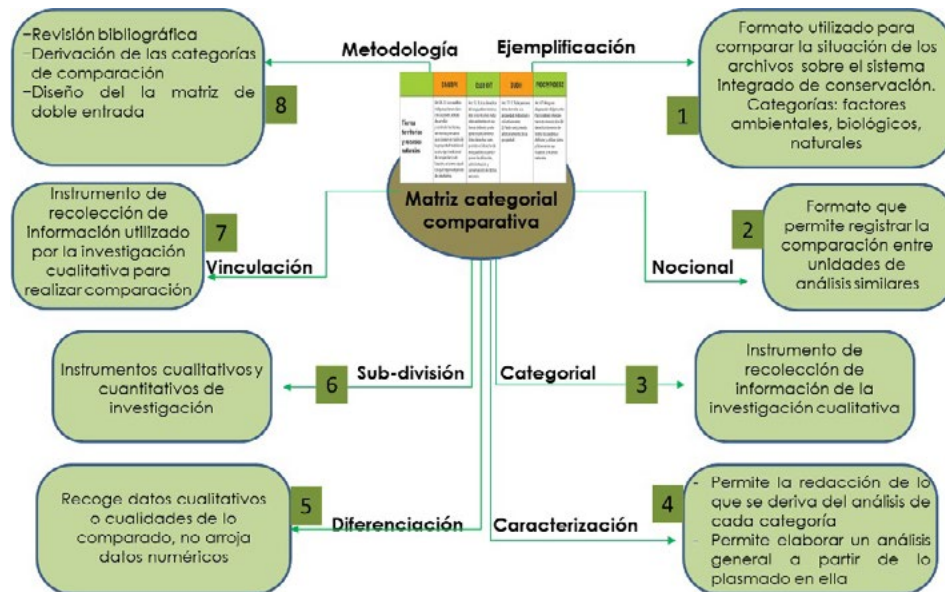 -Revisión bibliográfica
-Derivación de las categorías
de comparación
-Diseño del la matriz de
doble entrada
8
Metodología
Ejemplificación
1
Formato utilizado para
comparar la situación de los
archivos sobre el sistema
integrado de conservación.
Categorías: factores
ambientales, biológicos,
naturales
Tierras
territorios
y recursos
naturales
Matriz categorial
comparativa
Instrumento de
recolección de
información utilizado
por la investigación
cualitativa para
realizar comparación
7
Vinculación
Nocional
2
Formato que
permite registrar la
comparación entre
unidades de
análisis similares
Instrumentos cualitativos y
cuantitativos de
investigación
6
Sub-división
Categorial
3
Instrumento de
recolección de
información de la
investigación cualitativa
Recoge datos cualitativos
o cualidades de lo
comparado, no arroja
datos numéricos
5
Diferenciación
Caracterización
4
- Permite la redacción de lo
que se deriva del análisis de
cada categoría
- Permite elaborar un análisis
general a partir de lo
plasmado en ella